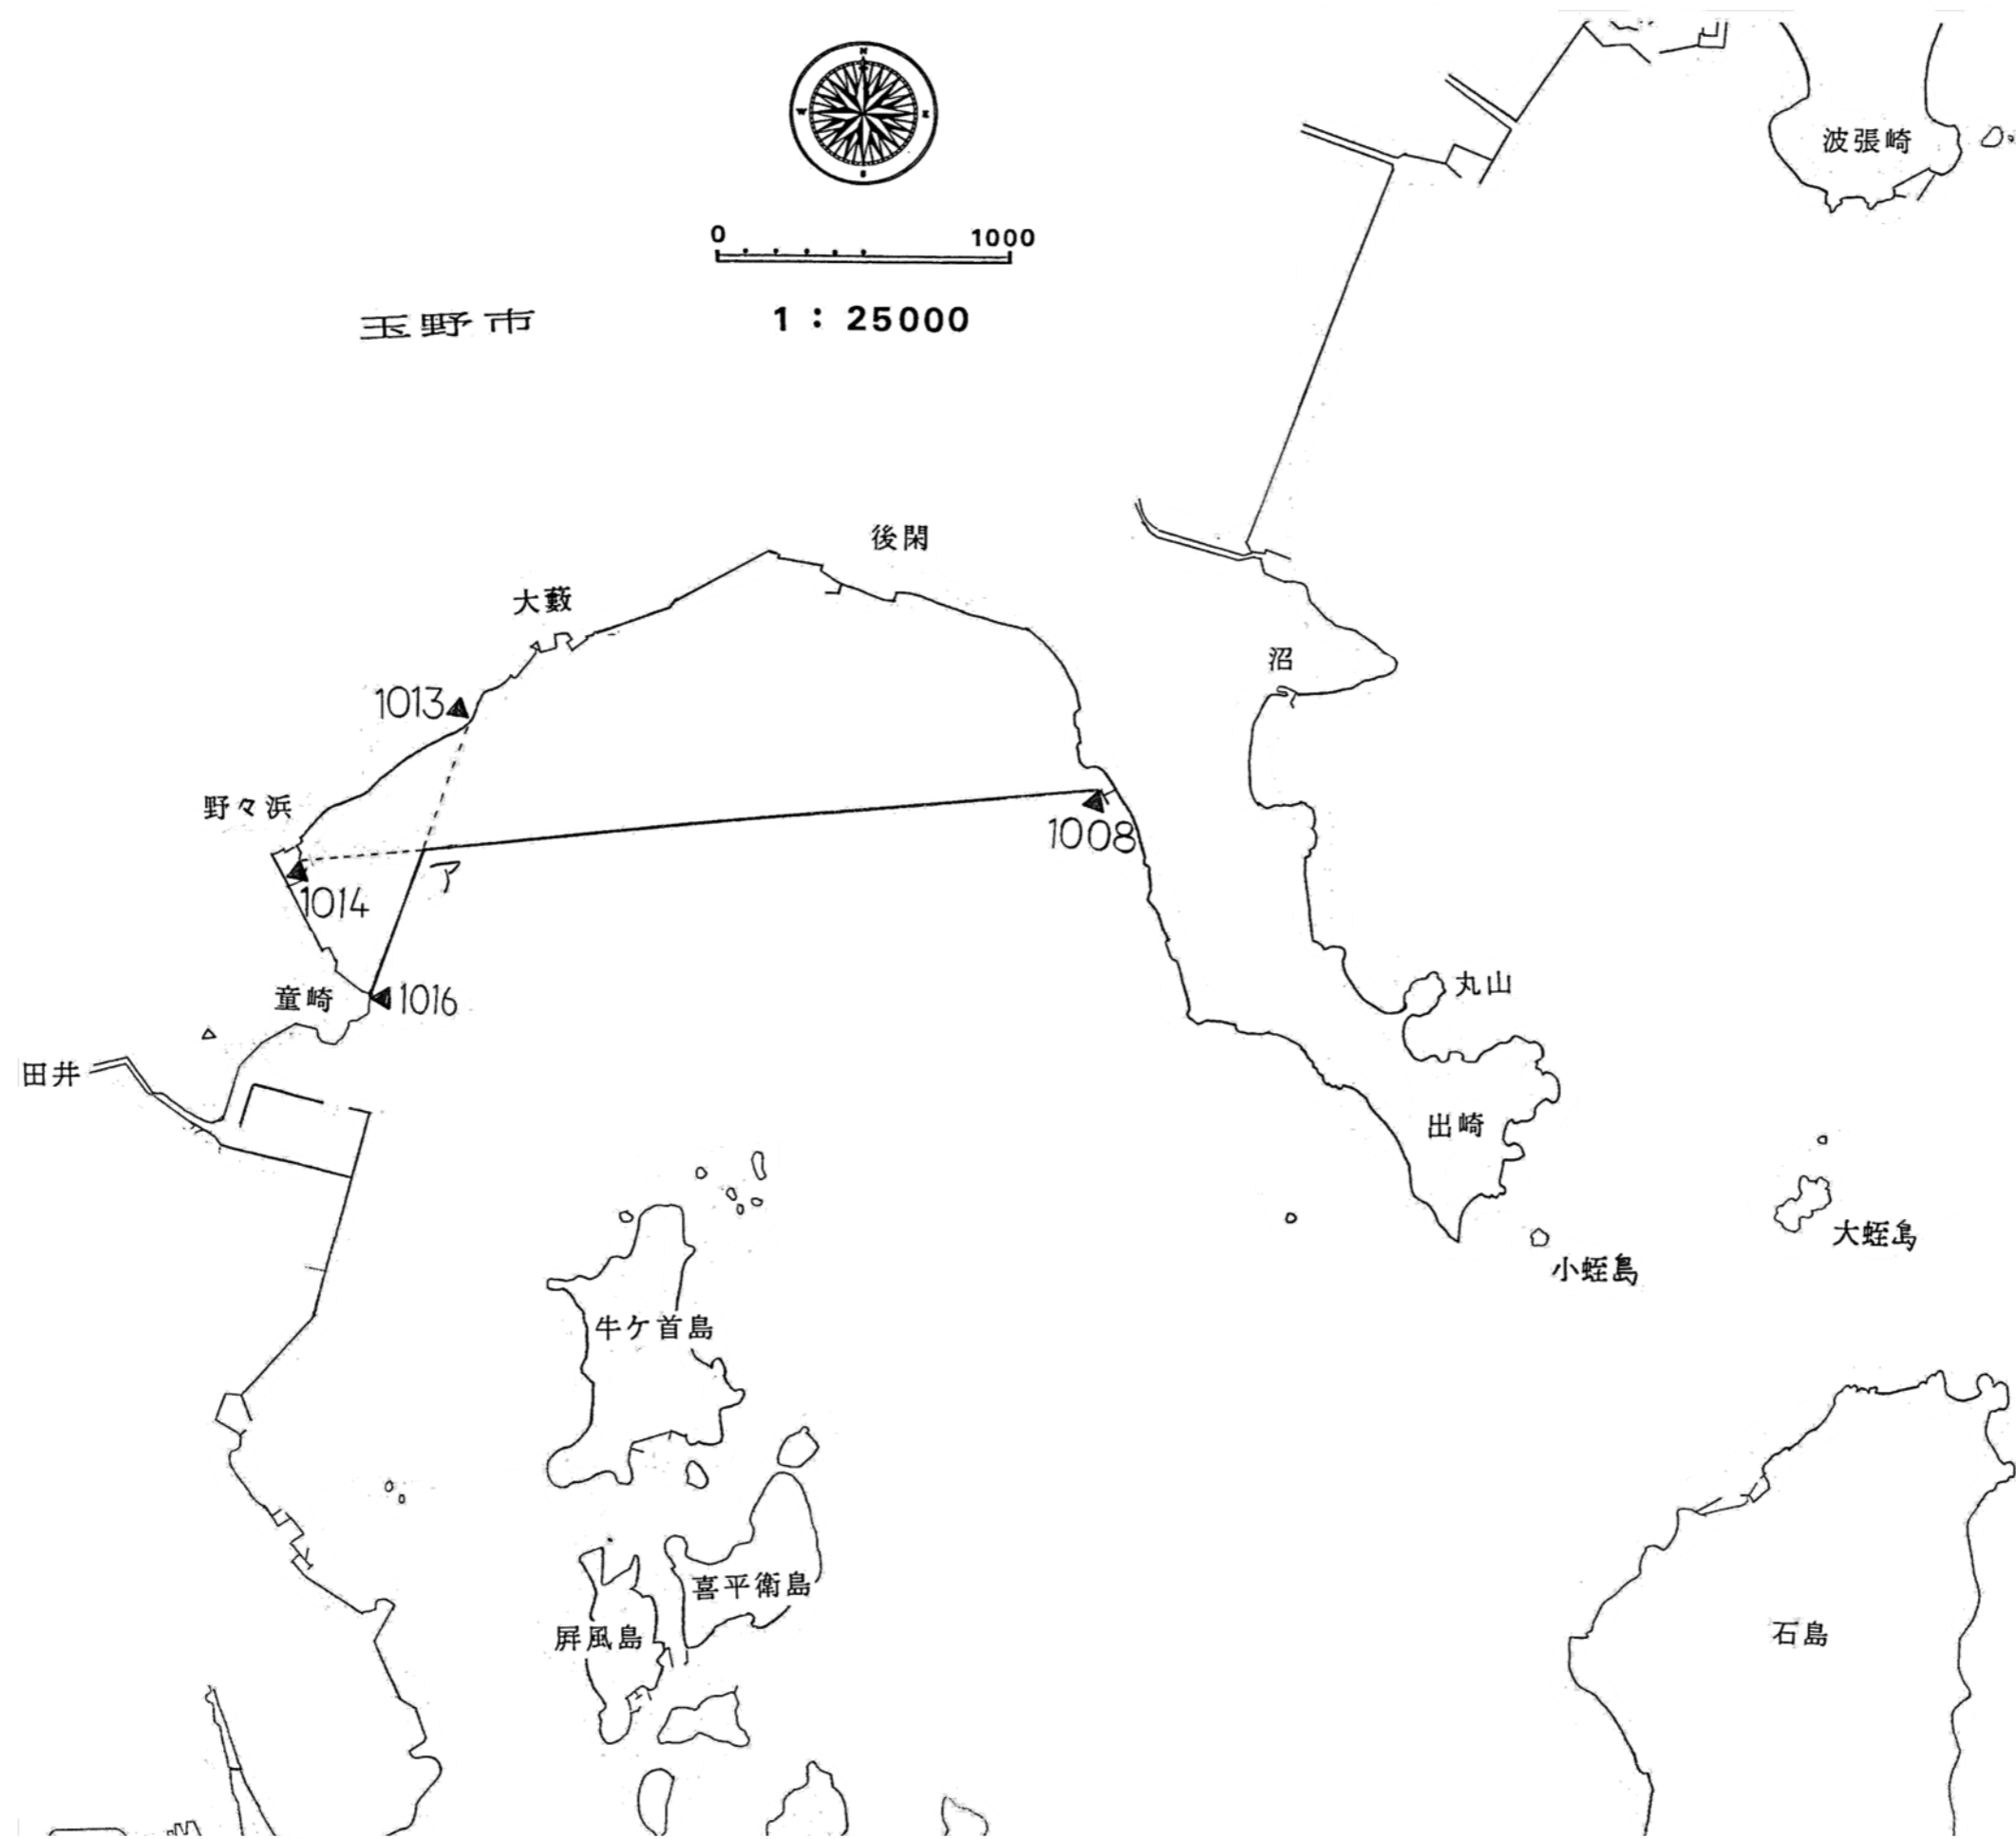 N
W
E
S
波張崎
0 1000
玉野市
1 : 25000
後閑
大藪
沼
1013
野々浜
1008
ア
1014
丸山
童崎
1016
田井
出崎
大蛭島
小蛭島
牛ケ首島
喜平衛島
屏風島
石島